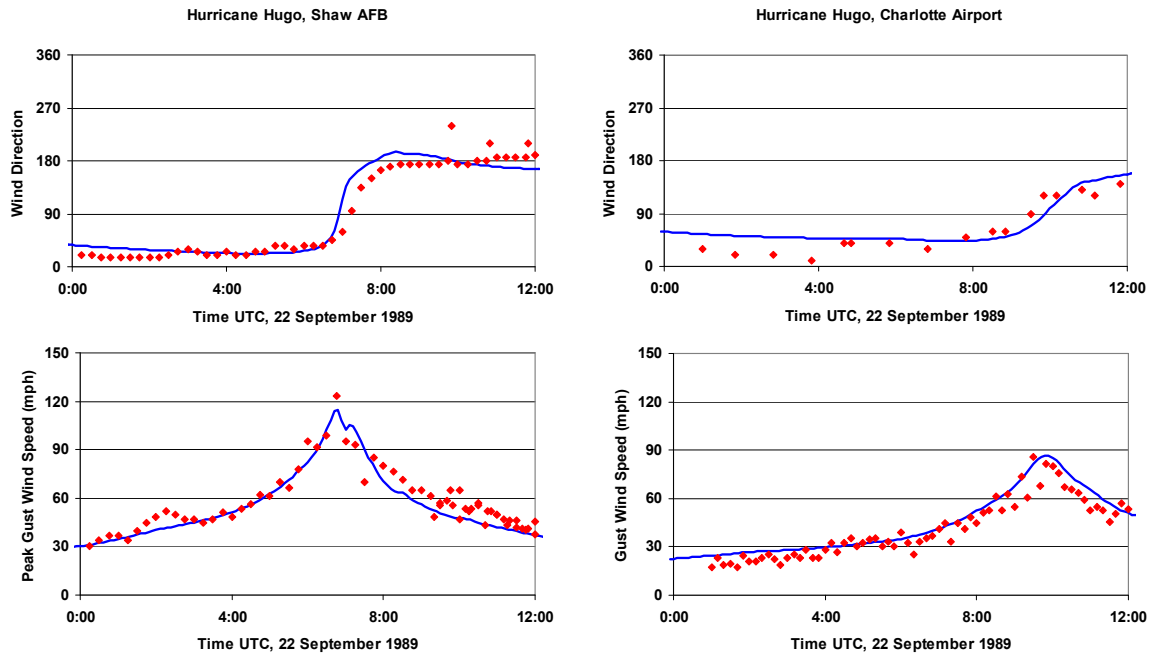 Hurricane Hugo, Shaw AFB
360
270
180
90
0
Wind Direction
0:00 4:00 8:00 12:00
Time UTC, 22 September 1989
Hurricane Hugo, Charlotte Airport
360
270
180
90
0
Wind Direction
0:00 4:00 8:00 12:00
Time UTC, 22 September 1989
150
120
90
60
30
0
Peak Gust Wind Speed (mph)
0:00 4:00 8:00 12:00
Time UTC, 22 September 1989
150
120
90
60
30
0
Gust Wind Speed (mph)
0:00 4:00 8:00 12:00
Time UTC, 22 September 1989